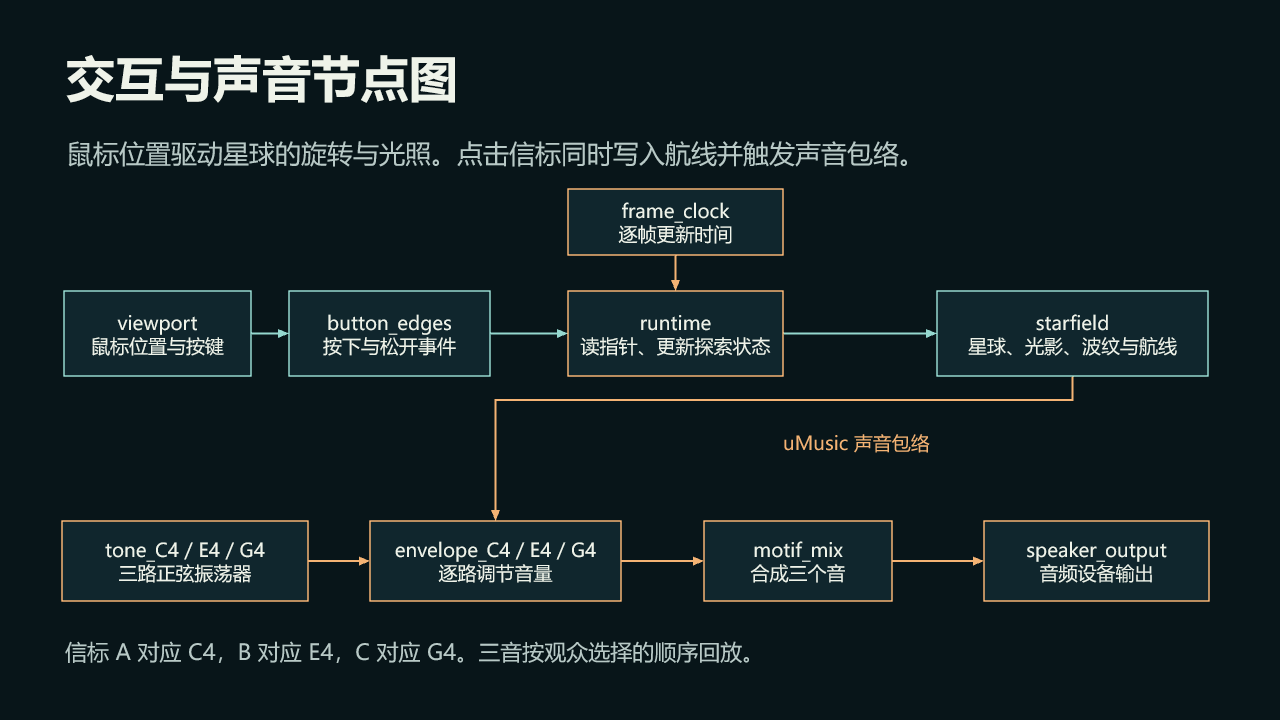 交互与声音节点图
鼠标位置驱动星球的旋转与光照。点击信标同时写入航线并触发声音包络。
frame_clock
逐帧更新时间
viewport
鼠标位置与按键
button_edges
按下与松开事件
runtime
读指针、更新探索状态
starfield
星球、光影、波纹与航线
uMusic 声音包络
tone_C4 / E4 / G4
三路正弦振荡器
envelope_C4 / E4 / G4
逐路调节音量
motif_mix
合成三个音
speaker_output
音频设备输出
信标 A 对应 C4，B 对应 E4，C 对应 G4。三音按观众选择的顺序回放。